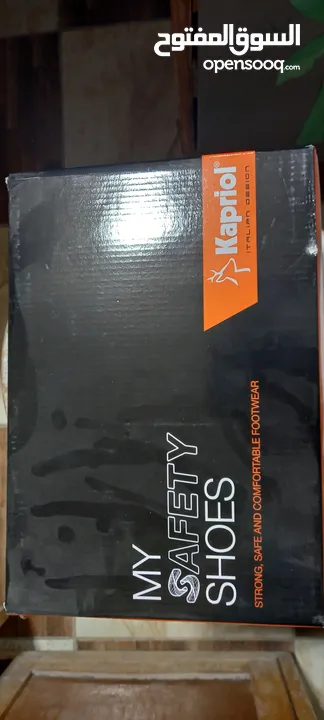 السوق المفتوح
opensooq.com
Kapriol®
ITALIAN DESIGN
MY
SAFETY
SHOES
STRONG, SAFE AND COMFORTABLE FOOTWEAR